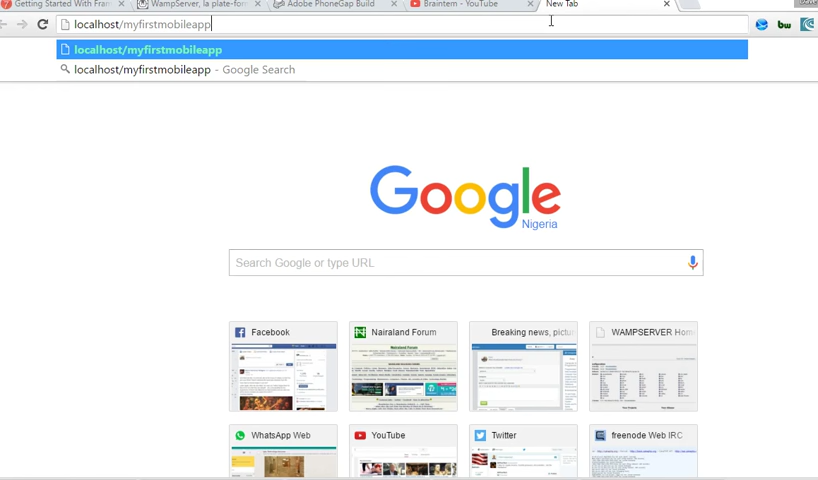 Getting Started With Fram
WampServer, la plate-form
Adobe PhoneGap Build
Braintem - YouTube
New Tab
localhost/myfirstmobileapp
localhost/myfirstmobileapp
localhost/myfirstmobileapp - Google Search
Google
Nigeria
Search Google or type URL
Facebook
Nairaland Forum
Breaking news, pictu
WAMPSERVER Hom
WhatsApp Web
YouTube
Twitter
freenode Web IRC